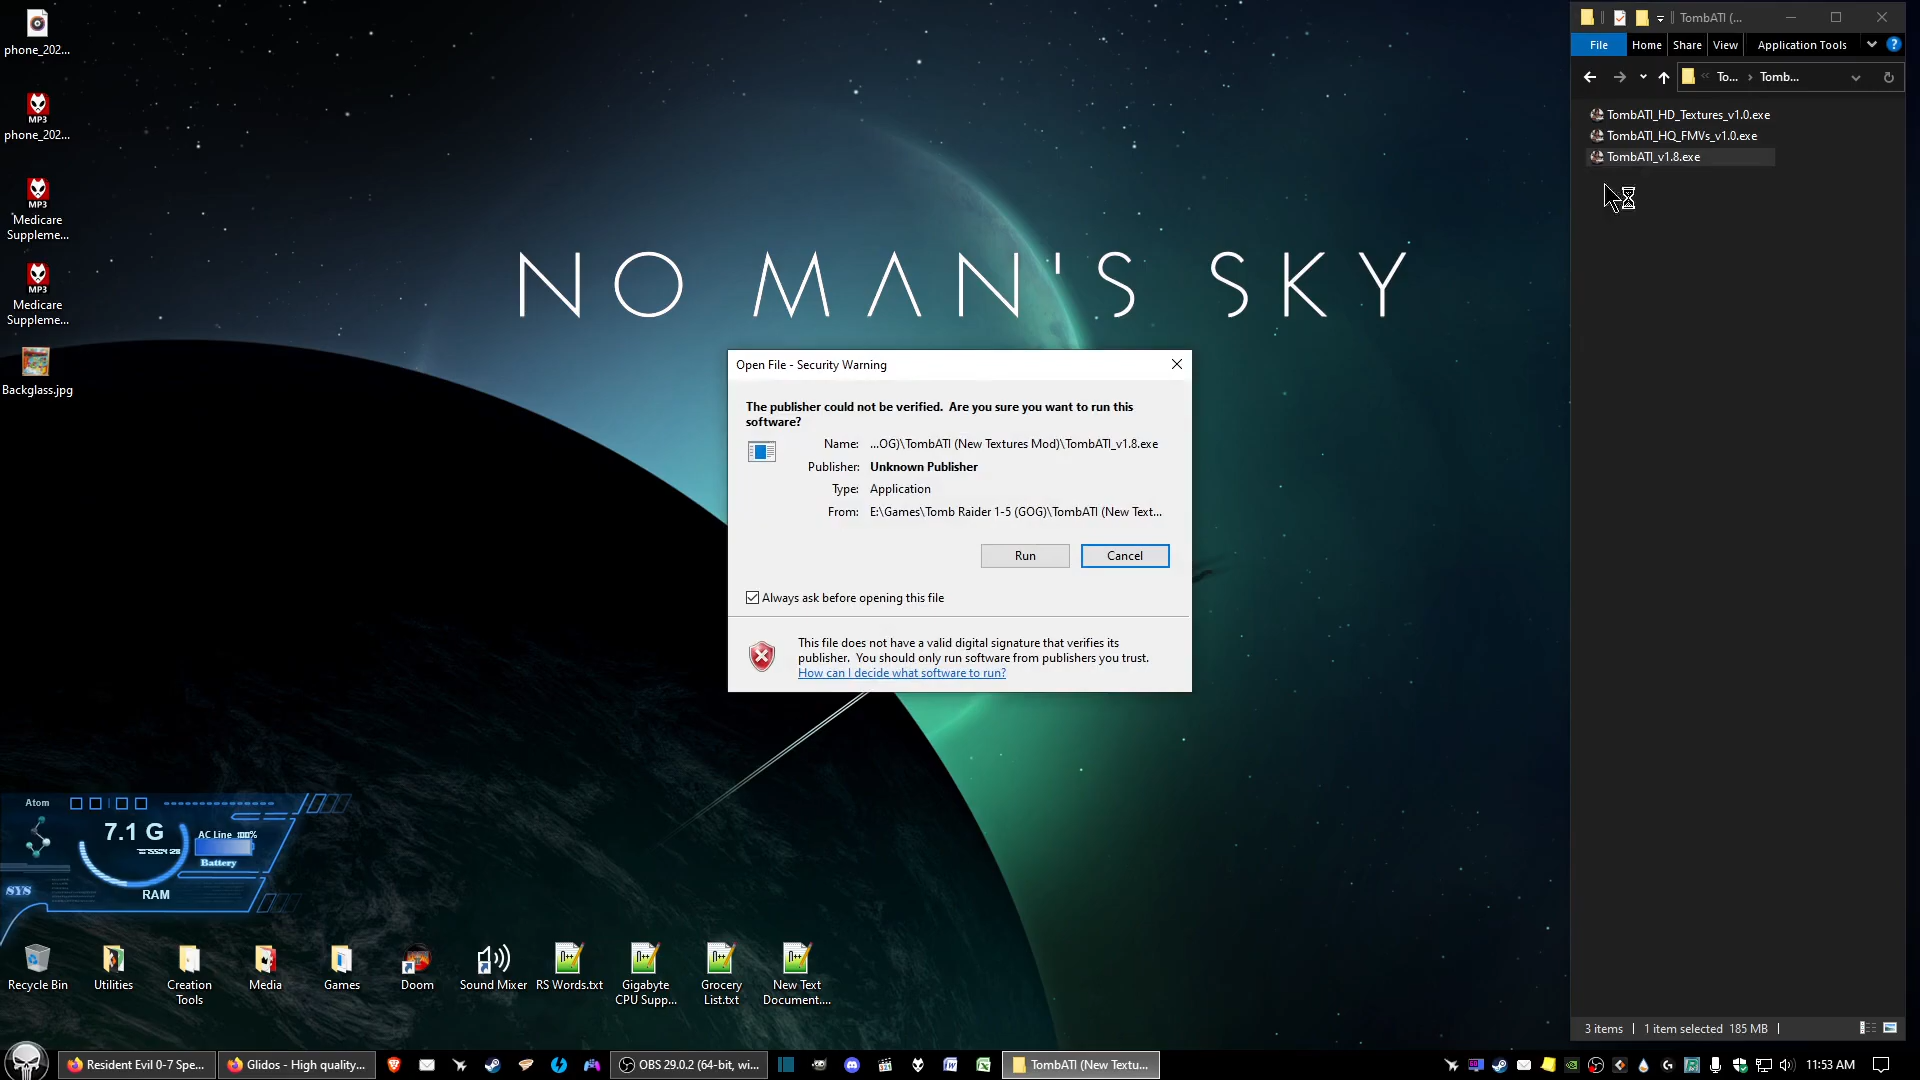 phone_202...
MP3
phone_202...
MP3
Medicare
Suppleme...
MP3
Medicare
Suppleme...
Backglass.jpg
NO MAN'S SKY
TombATI (...
File
Home
Share
View
Application Tools
?
To... › Tomb...
TombATI_HD_Textures_v1.0.exe
TombATI_HQ_FMVs_v1.0.exe
TombATI_v1.8.exe
Open File - Security Warning
The publisher could not be verified. Are you sure you want to run this
software?
Name: ...OG)\TombATI (New Textures Mod)\TombATI_v1.8.exe
Publisher: Unknown Publisher
Type: Application
From: E:\Games\Tomb Raider 1-5 (GOG)\TombATI (New Text...
Run
Cancel
Always ask before opening this file
This file does not have a valid digital signature that verifies its
publisher. You should only run software from publishers you trust.
How can I decide what software to run?
Atom
7.1 G
AC Line
Battery
SYS
RAM
Recycle Bin
Utilities
Creation
Tools
Media
Games
Doom
Sound Mixer
RS Words.txt
Gigabyte
CPU Supp...
Grocery
List.txt
New Text
Document....
3 items
1 item selected 185 MB
Resident Evil 0-7 Spe...
Glidos - High quality...
OBS 29.0.2 (64-bit, wi...
TombATI (New Textu...
11:53 AM